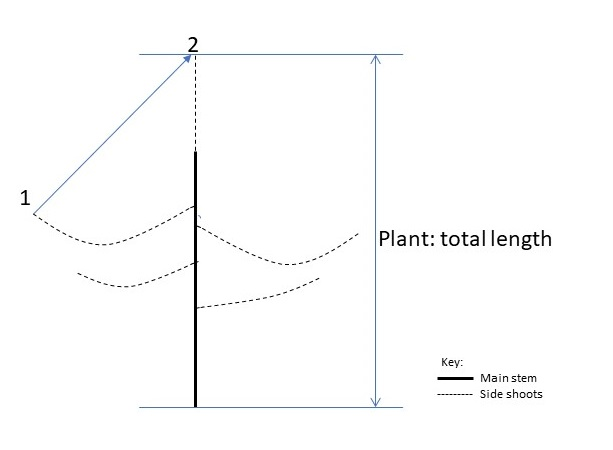 2
1
Plant: total length
Key:
Main stem
Side shoots